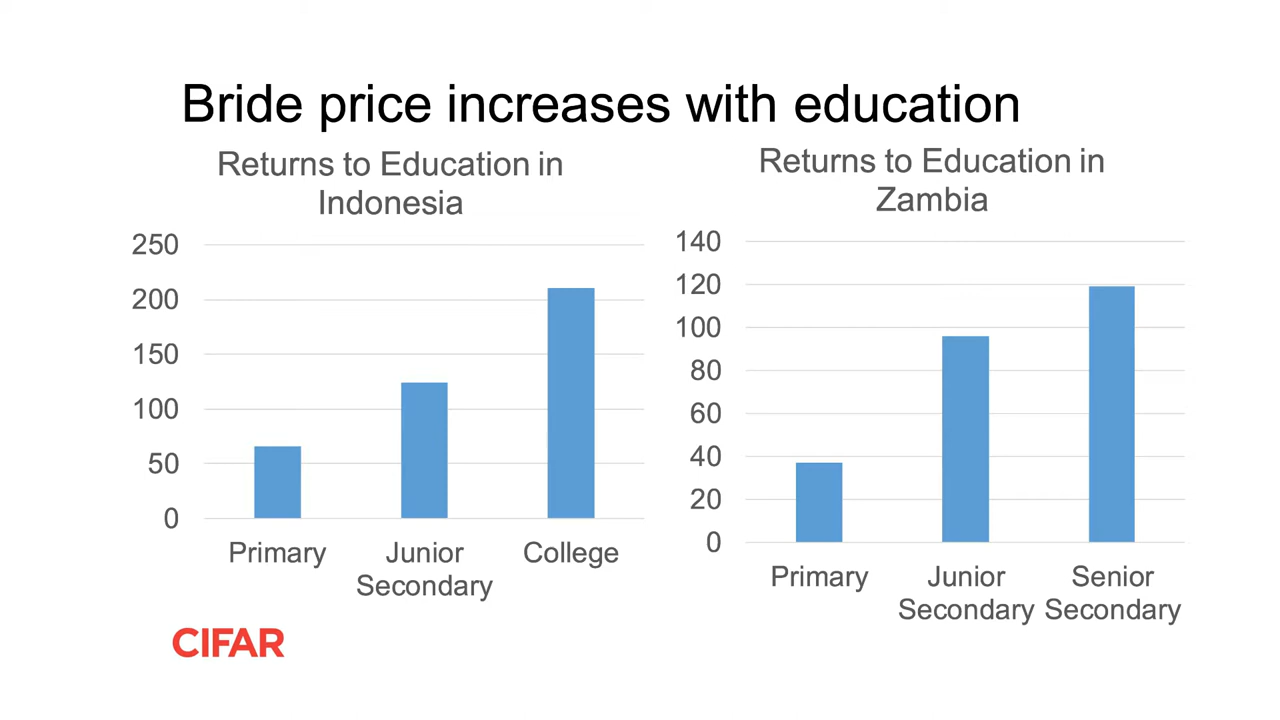 Bride price increases with education
Returns to Education in
Indonesia
250
200
150
100
50
0
Primary
Junior
Secondary
College
Returns to Education in
Zambia
140
120
100
80
60
40
20
0
Primary
Junior
Secondary
Senior
Secondary
CIFAR